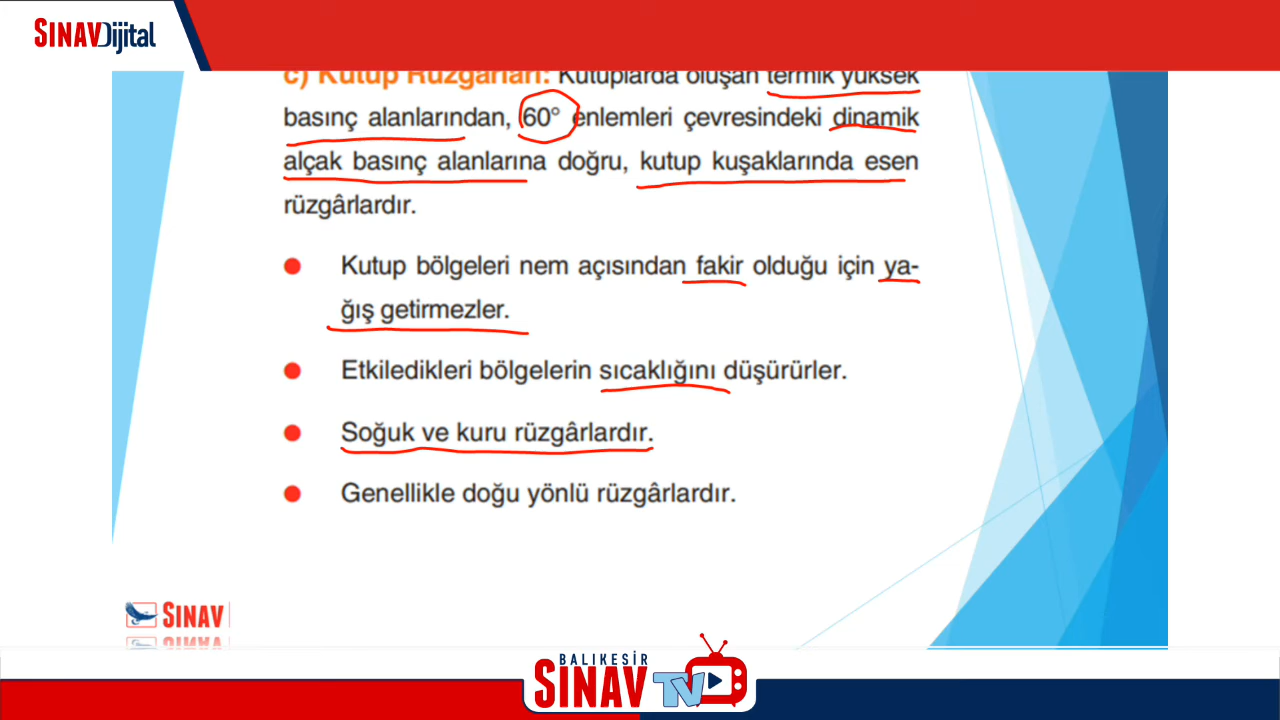 SINAVDijital
c) Kutup Rüzgârları: Kutuplarda oluşan termik yüksek
basınç alanlarından, 60° enlemleri çevresindeki dinamik
alçak basınç alanlarına doğru, kutup kuşaklarında esen
rüzgârlardır.
● Kutup bölgeleri nem açısından fakir olduğu için ya-
ğış getirmezler.
● Etkiledikleri bölgelerin sıcaklığını düşürürler.
● Soğuk ve kuru rüzgârlardır.
● Genellikle doğu yönlü rüzgârlardır.
SINAV
BALIKESİR
SINAV TV